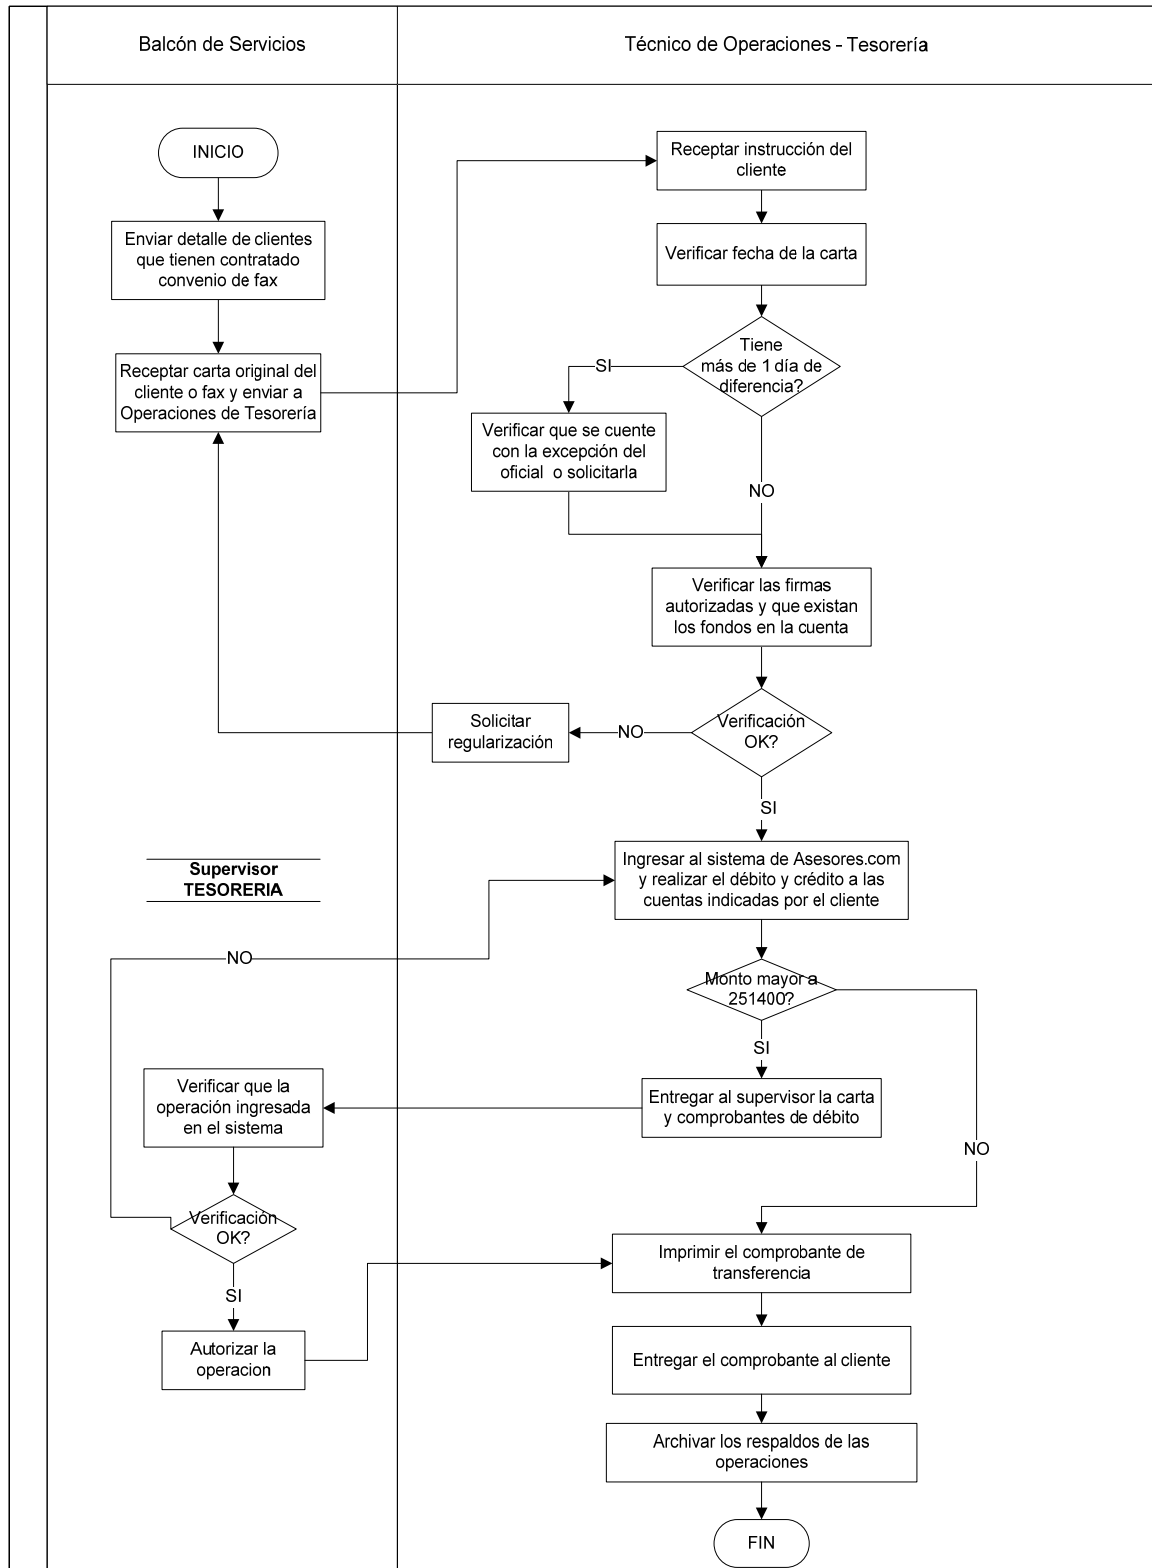 Balcón de Servicios
Técnico de Operaciones - Tesorería
INICIO
Enviar detalle de clientes
que tienen contratado
convenio de fax
Receptar carta original del
cliente o fax y enviar a
Operaciones de Tesorería
Receptar instrucción del
cliente
Verificar fecha de la carta
Tiene
más de 1 día de
diferencia?
SI
Verificar que se cuente
con la excepción del
oficial o solicitarla
NO
Verificar las firmas
autorizadas y que existan
los fondos en la cuenta
Verificación
OK?
NO
Solicitar
regularización
SI
Supervisor
TESORERIA
Ingresar al sistema de Asesores.com
y realizar el débito y crédito a las
cuentas indicadas por el cliente
NO
Monto mayor a
251400?
SI
NO
Entregar al supervisor la carta
y comprobantes de débito
Verificar que la
operación ingresada
en el sistema
Verificación
OK?
SI
Autorizar la
operacion
Imprimir el comprobante de
transferencia
Entregar el comprobante al cliente
Archivar los respaldos de las
operaciones
FIN